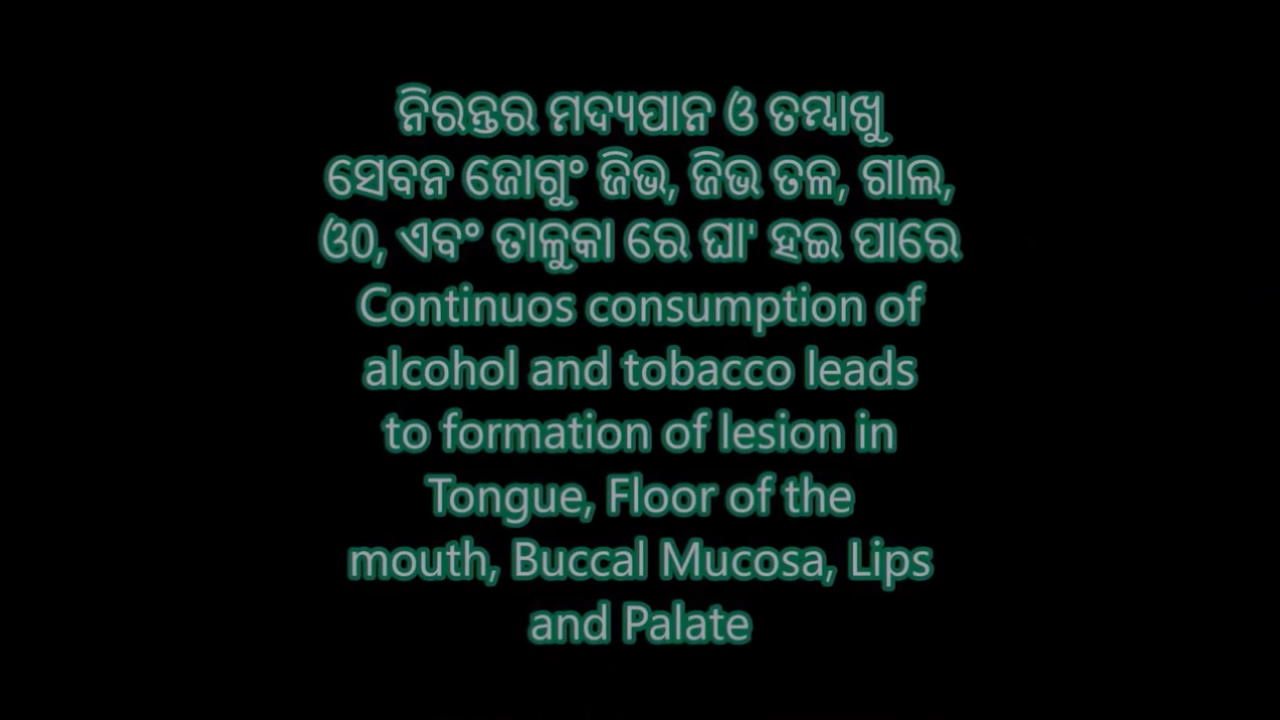 ନିରନ୍ତର ମଦ୍ୟପାନ ଓ ତମ୍ବାଖୁ
ସେବନ ଜୋଗୁଂ ଜିଭ, ଜିଭ ତଳ, ଗାଲ,
ଓଠ, ଏବଂ ତାଳୁକା ରେ ଘା' ହଇ ପାରେ
Continuos consumption of
alcohol and tobacco leads
to formation of lesion in
Tongue, Floor of the
mouth, Buccal Mucosa, Lips
and Palate